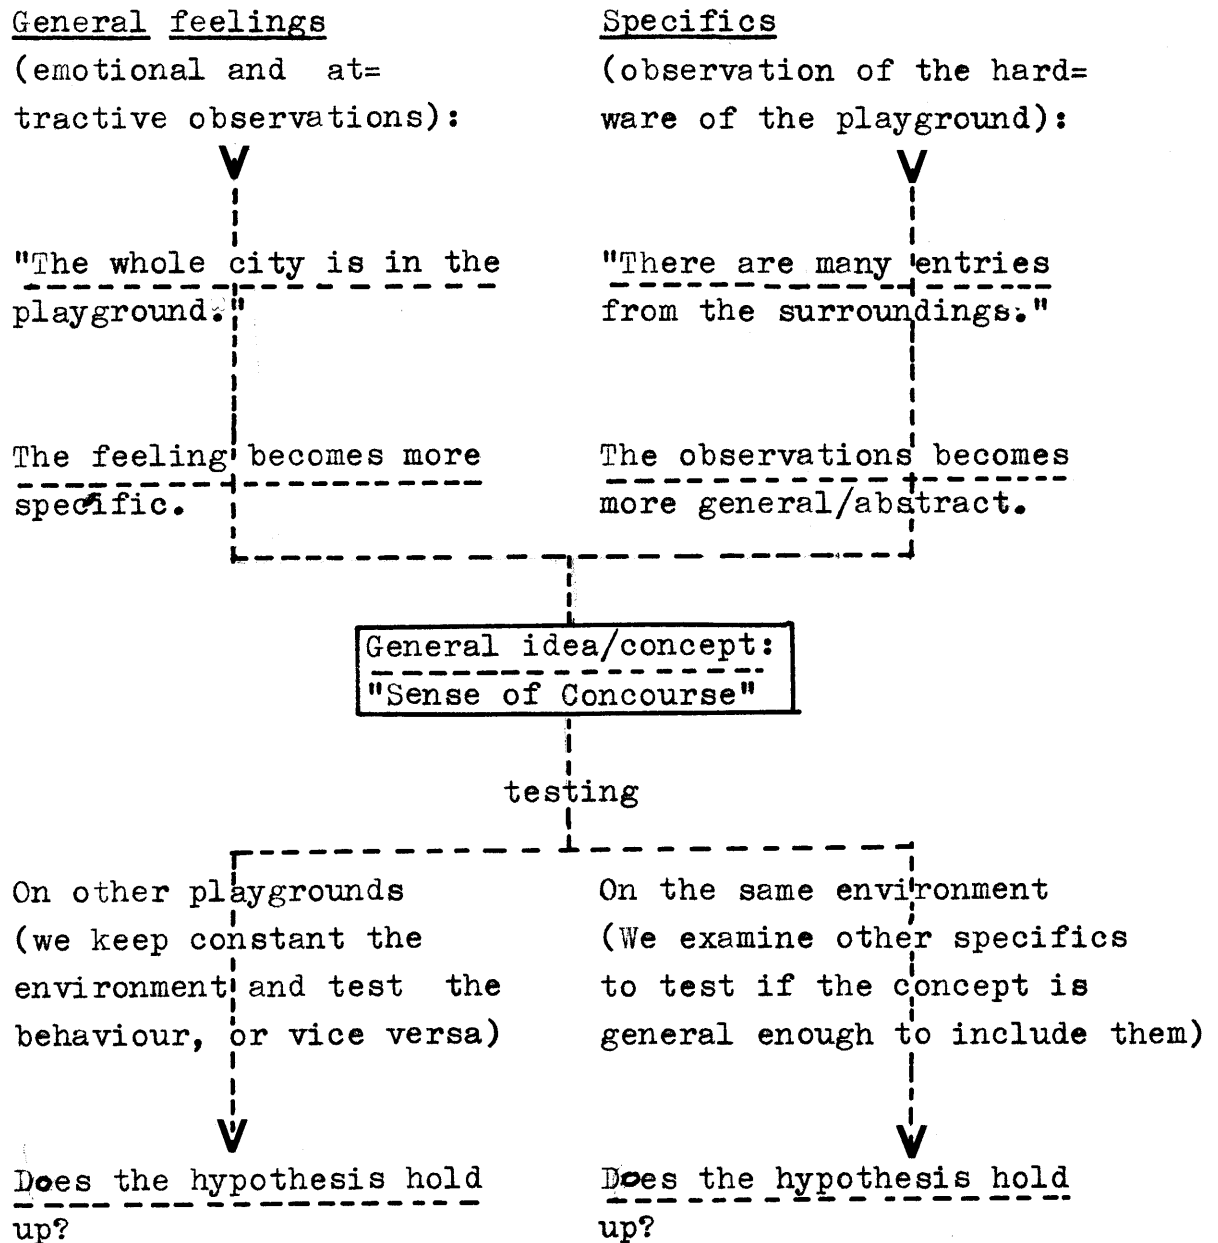 General feelings
(emotional and at=
tractive observations):
"The whole city is in the
playground."
The feeling becomes more
specific.
Specifics
(observation of the hard=
ware of the playground):
"There are many entries
from the surroundings."
The observations becomes
more general/abstract.
General idea/concept:
"Sense of Concourse"
testing
On other playgrounds
(we keep constant the
environment and test the
behaviour, or vice versa)
Does the hypothesis hold
up?
On the same environment
(We examine other specifics
to test if the concept is
general enough to include them)
Does the hypothesis hold
up?